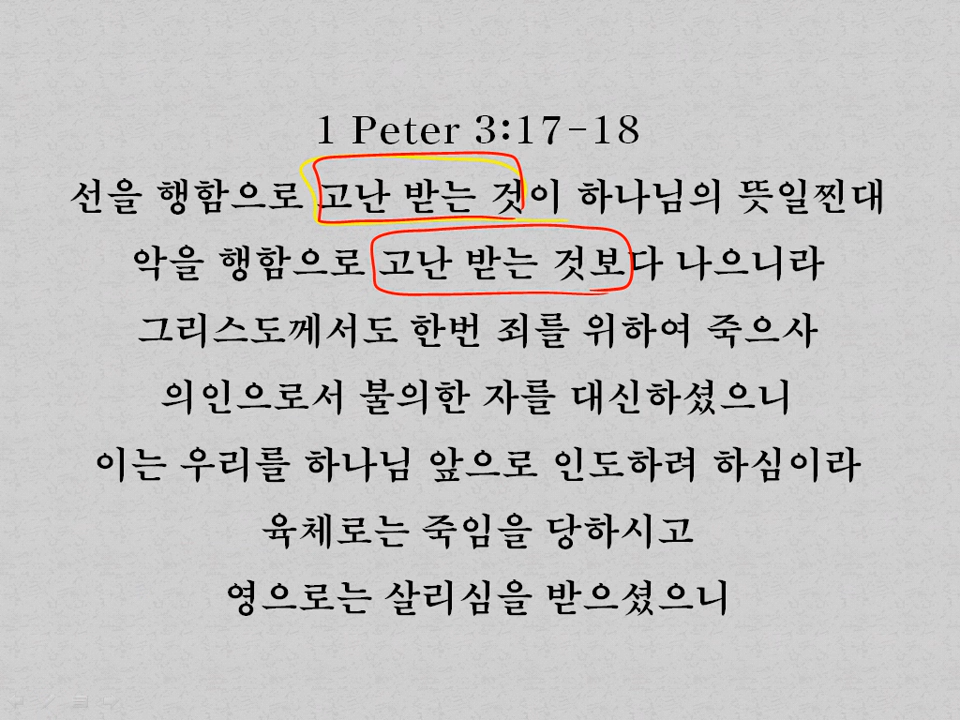 1 Peter 3:17-18
선을 행함으로 고난 받는 것이 하나님의 뜻일찐대
악을 행함으로 고난 받는 것보다 나으니라
그리스도께서도 한번 죄를 위하여 죽으사
의인으로서 불의한 자를 대신하셨으니
이는 우리를 하나님 앞으로 인도하려 하심이라
육체로는 죽임을 당하시고
영으로는 살리심을 받으셨으니